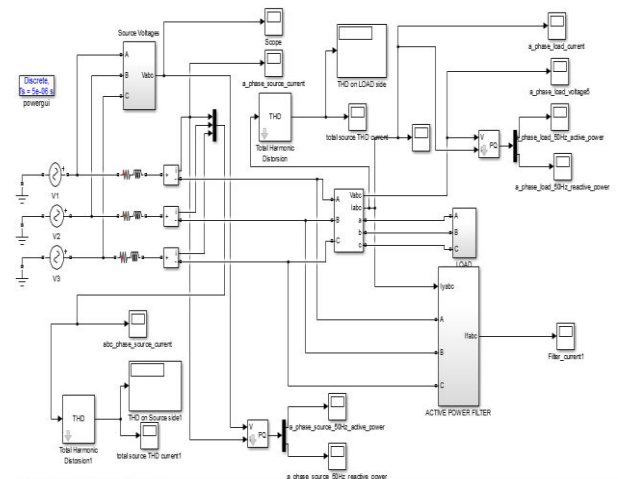 Source Voltages
A
B
C
Vabc
Scope
a_phase_source_current
THD on LOAD side
a_phase_load_current
a_phase_load_voltage5
Discrete,
Ts = 5e-06 s
powergui
THD
Total Harmonic
Distorsion
total source THD current
V
I
PQ
a_phase_load_50Hz_active_power
a_phase_load_50Hz_reactive_power
V1
V2
V3
A
B
C
Vabc
Iabc
a
b
c
A
B
C
LOAD
Iyabc
A
B
C
Ifabc
ACTIVE POWER FILTER
Filter_current1
abc_phase_source_current
THD on Source side1
THD
Total Harmonic
Distorsion1
total source THD current1
V
I
PQ
a_phase_source_50Hz_active_power
a_phase_source_50Hz_reactive_power